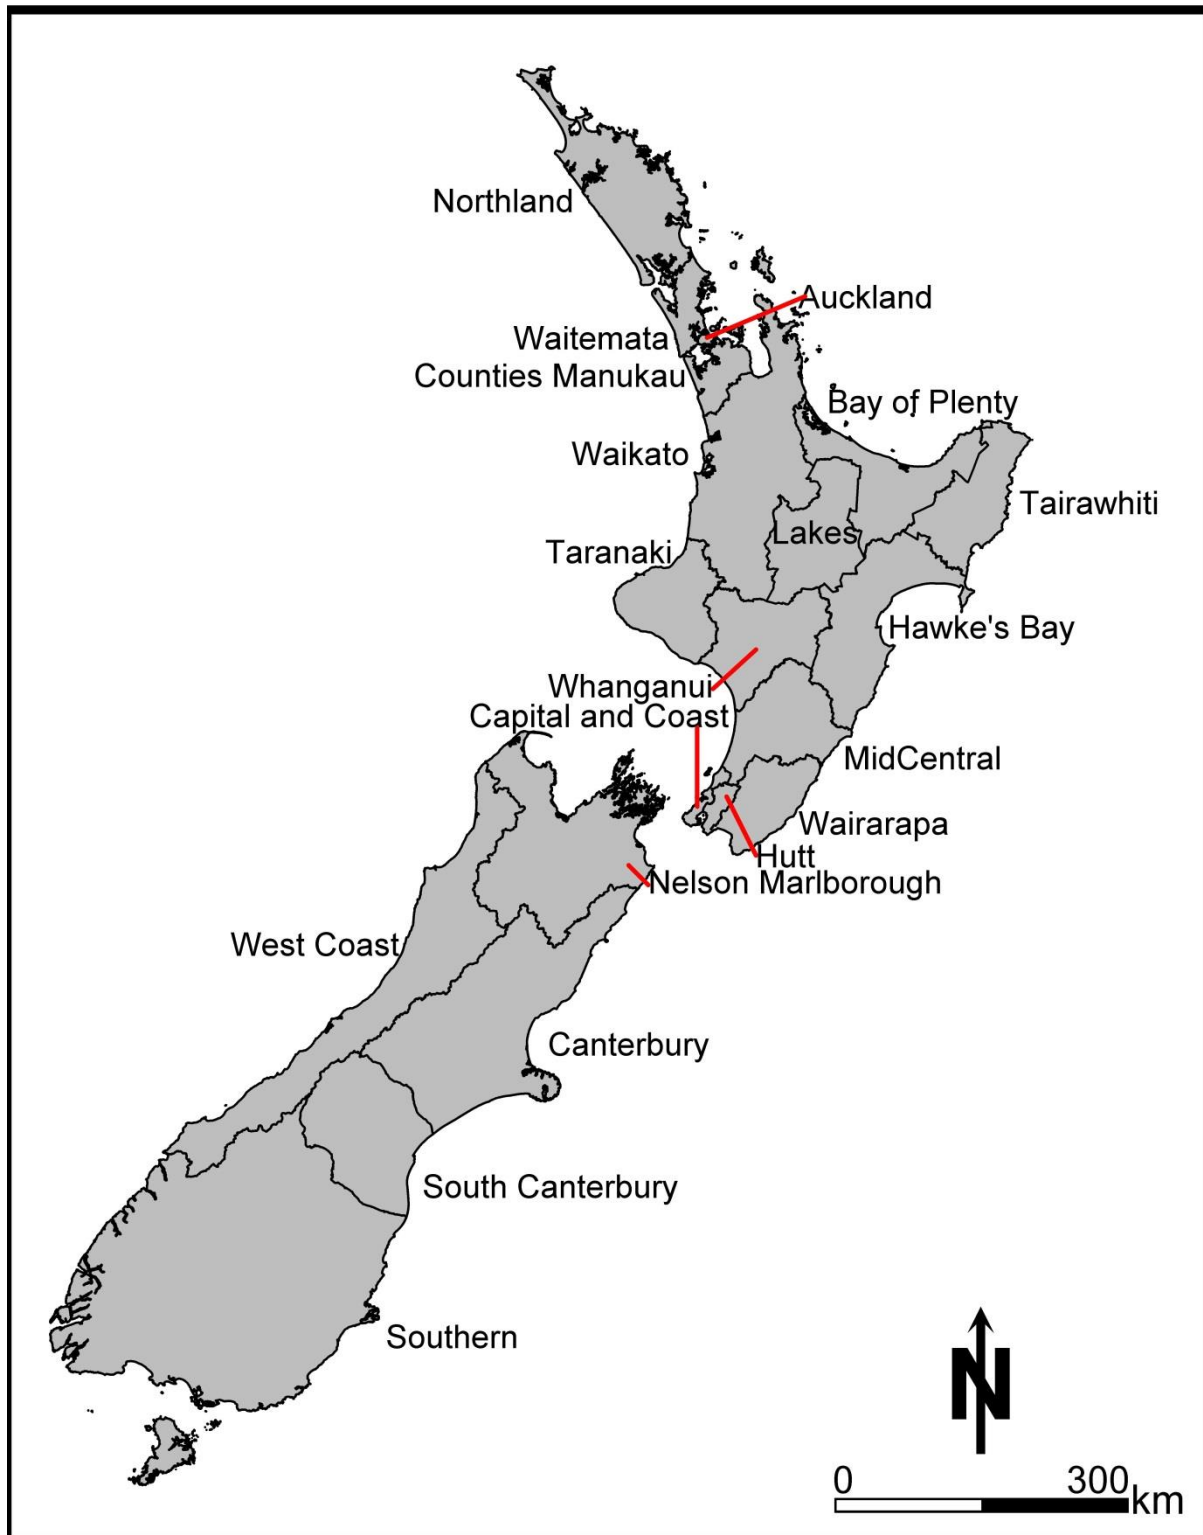 Northland
Auckland
Waitemata
Counties Manukau
Bay of Plenty
Waikato
Tairawhiti
Lakes
Taranaki
Hawke's Bay
Whanganui
Capital and Coast
MidCentral
Wairarapa
Hutt
Nelson Marlborough
West Coast
Canterbury
South Canterbury
Southern
N
0 300 km